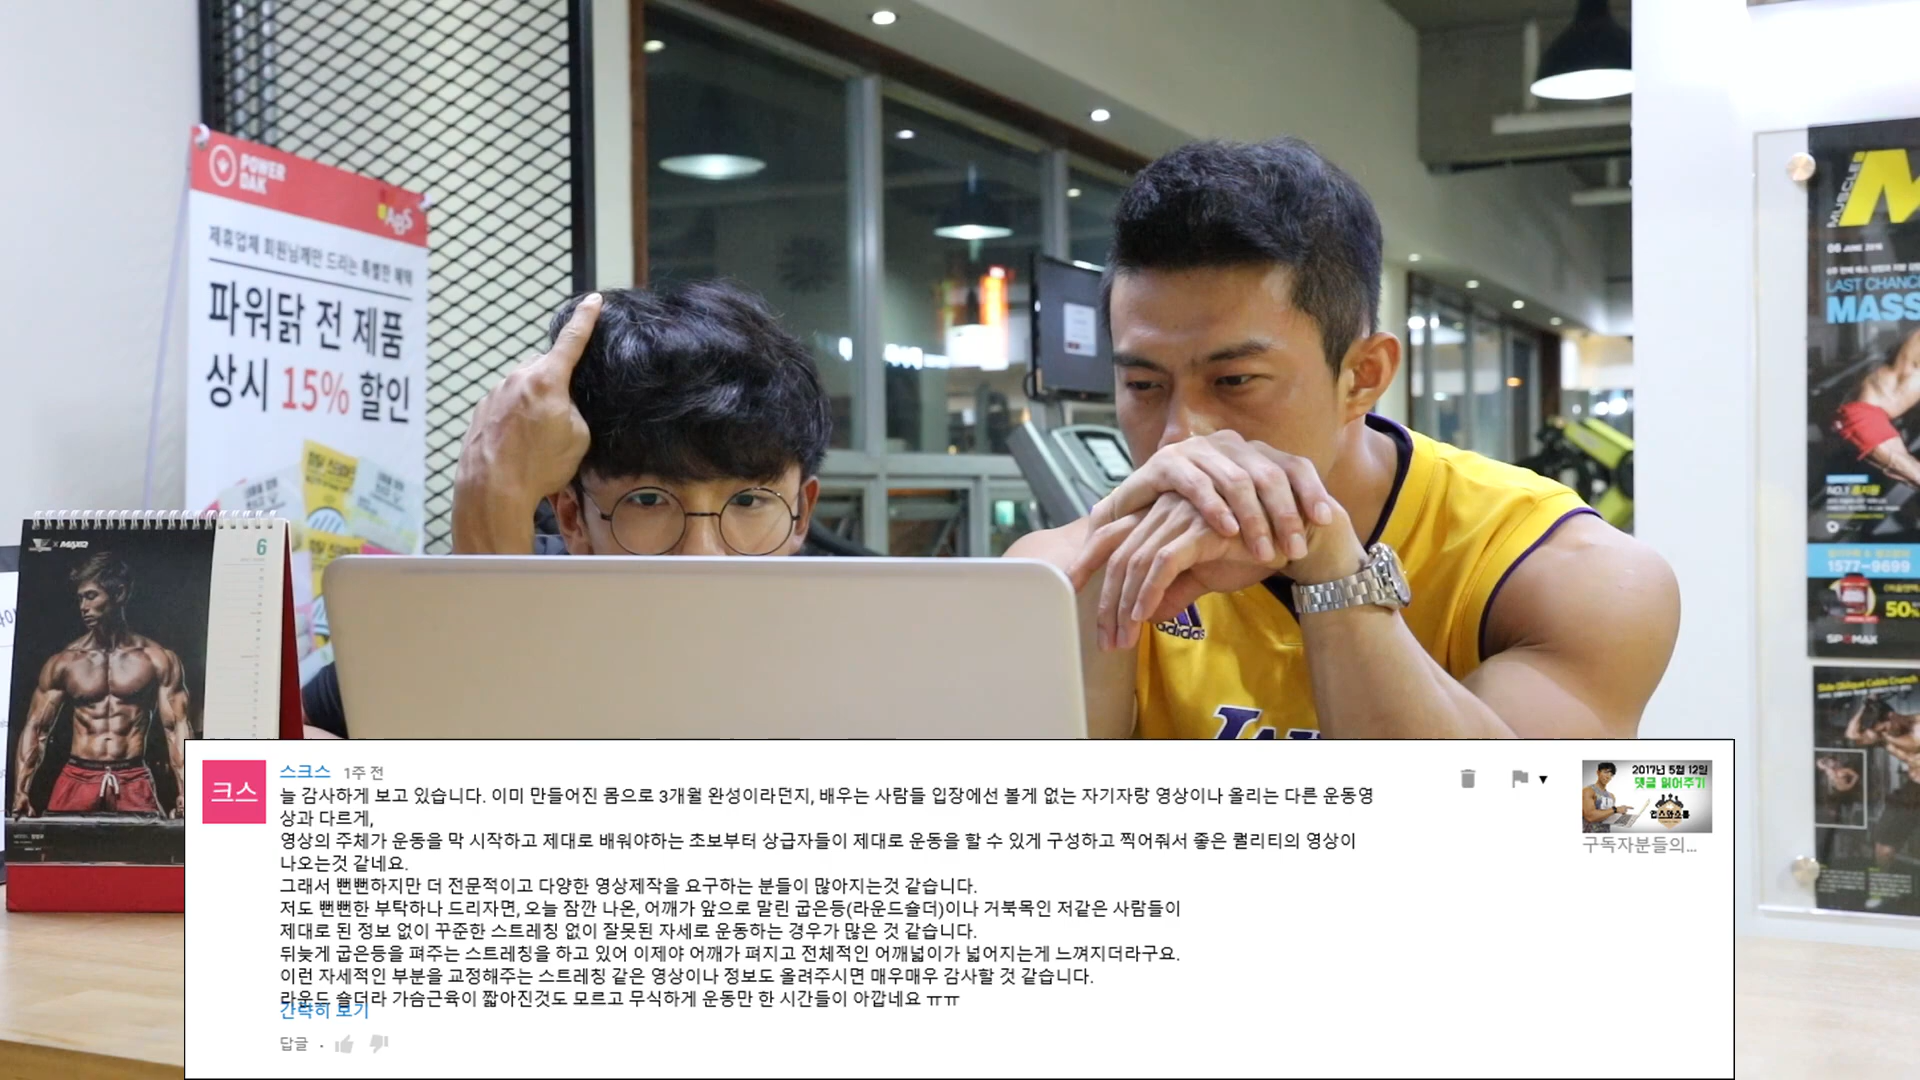 POWER
DAK
제휴업체 회원님께만 드리는 특별한 혜택
파워닭 전 제품
상시 15% 할인
6
MUSCLE
M
06 JUNE 2016
LAST CHANC
MASS
NO.1
1577-9699
50%
SPOMAX
Side Oblique Cable Crunch
adidas
크스
스크스 1주 전
늘 감사하게 보고 있습니다. 이미 만들어진 몸으로 3개월 완성이라던지, 배우는 사람들 입장에선 볼게 없는 자기자랑 영상이나 올리는 다른 운동영
상과 다르게,
영상의 주체가 운동을 막 시작하고 제대로 배워야하는 초보부터 상급자들이 제대로 운동을 할 수 있게 구성하고 찍어줘서 좋은 퀄리티의 영상이
나오는것 같네요.
그래서 뻔뻔하지만 더 전문적이고 다양한 영상제작을 요구하는 분들이 많아지는것 같습니다.
저도 뻔뻔한 부탁하나 드리자면, 오늘 잠깐 나온, 어깨가 앞으로 말린 굽은등(라운드숄더)이나 거북목인 저같은 사람들이
제대로 된 정보 없이 꾸준한 스트레칭 없이 잘못된 자세로 운동하는 경우가 많은 것 같습니다.
뒤늦게 굽은등을 펴주는 스트레칭을 하고 있어 이제야 어깨가 펴지고 전체적인 어깨넓이가 넓어지는게 느껴지더라구요.
이런 자세적인 부분을 교정해주는 스트레칭 같은 영상이나 정보도 올려주시면 매우매우 감사할 것 같습니다.
라운드 숄더라 가슴근육이 짧아진것도 모르고 무식하게 운동만 한 시간들이 아깝네요 ㅠㅠ
간략히 보기
답글 ·
2017년 5월 12일
댓글 읽어주기
구독자분들의...